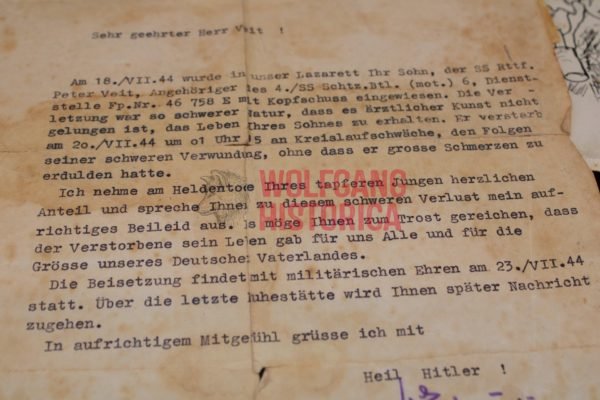 Sehr geehrter Herr Veit !
Am 18./VII.44 wurde in unser Lazarett Ihr Sohn, der SS Rttf.
Peter Veit, Angehöriger des 4./SS Schtz.Btl. (mot.) 6, Dienst-
stelle Fp.Nr. 46 758 E mit Kopfschuss eingewiesen. Die Ver -
letzung war so schwerer Natur, dass es ärztlicher Kunst nicht
gelungen ist, das Leben Ihres Sohnes zu erhalten. Er verstarb
am 2o./VII.44 um o1 Uhr 5 an Kreialaufschwäche, den Folgen
seiner schweren Verwundung, ohne dass er grosse Schmerzen zu
erdulden hatte.
Ich nehme am Heldentode Ihres tapferen Jungen herzlichen
Anteil und spreche Ihnen zu diesem schweren Verlust mein auf-
richtiges Beileid aus. Es möge Ihnen zum Trost gereichen, dass
der Verstorbene sein Leben gab für uns Alle und für die
Grösse unseres Deutschen Vaterlandes.
Die Beisetzung findet mit militärischen Ehren am 23./VII.44
statt. Über die letzte Ruhestätte wird Ihnen später Nachricht
zugehen.
In aufrichtigem Mitgefühl grüsse ich mit
Heil Hitler !
WOLFGANGS
HISTORICA